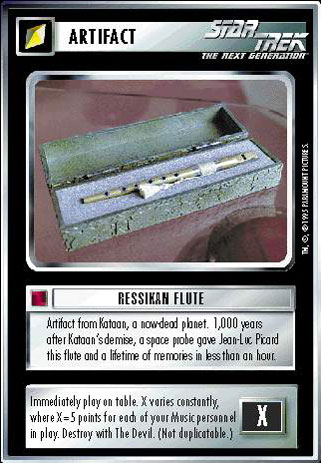 ARTIFACT
STAR TREK
THE NEXT GENERATION
TM, ©, ® 1995 PARAMOUNT PICTURES.
RESSIKAN FLUTE
Artifact from Kataan, a now-dead planet. 1,000 years
after Kataan's demise, a space probe gave Jean-Luc Picard
this flute and a lifetime of memories in less than an hour.
Immediately play on table. X varies constantly,
where X=5 points for each of your Music personnel
in play. Destroy with The Devil. (Not duplicatable.)
X